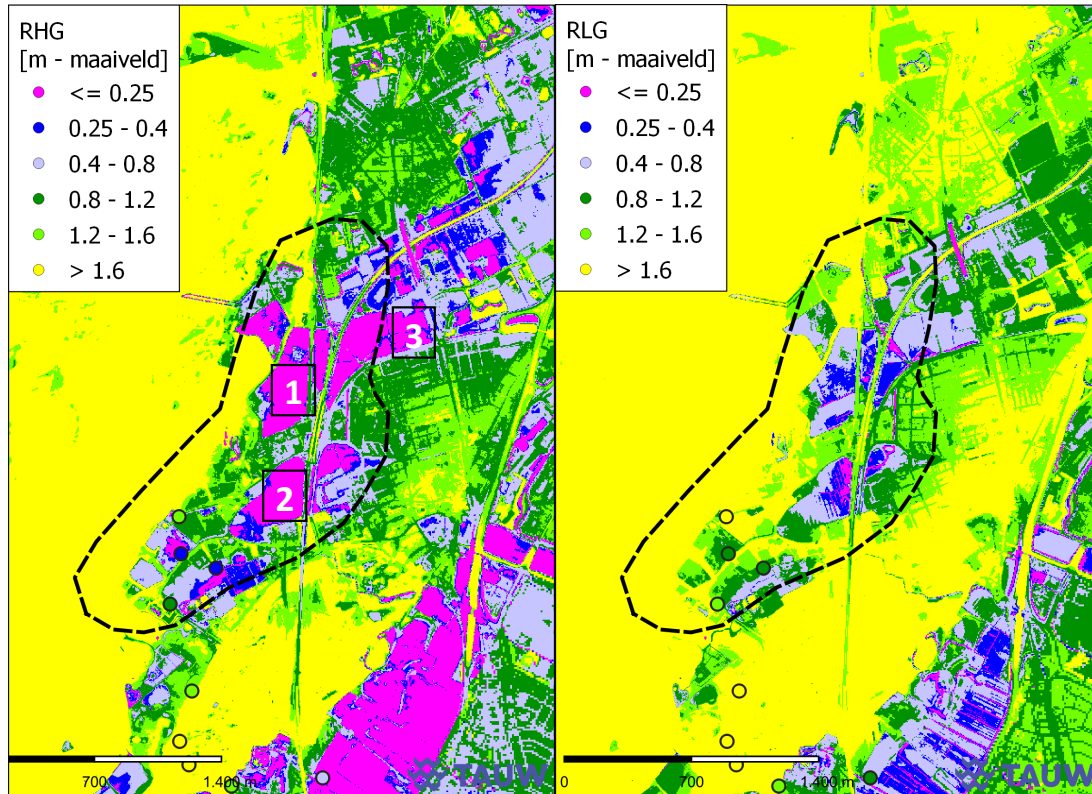 RHG
[m - maaiveld]
<= 0.25
0.25 - 0.4
0.4 - 0.8
0.8 - 1.2
1.2 - 1.6
> 1.6
3
1
2
700
1.400 m
TAUW
RLG
[m - maaiveld]
<= 0.25
0.25 - 0.4
0.4 - 0.8
0.8 - 1.2
1.2 - 1.6
> 1.6
0
700
1.400 m
TAUW